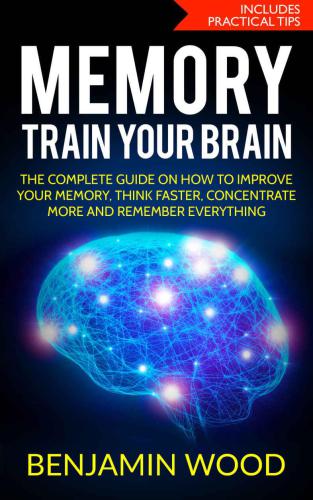 INCLUDES
PRACTICAL TIPS
MEMORY
TRAIN YOUR BRAIN
THE COMPLETE GUIDE ON HOW TO IMPROVE
YOUR MEMORY, THINK FASTER, CONCENTRATE
MORE AND REMEMBER EVERYTHING
BENJAMIN WOOD